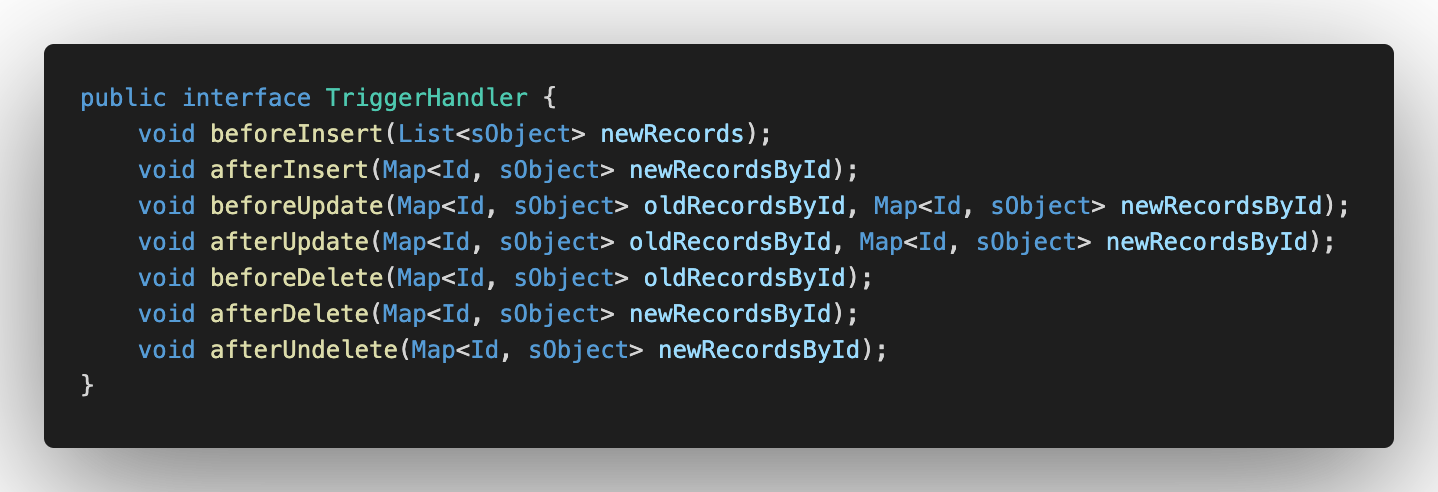 public interface TriggerHandler {
    void beforeInsert(List<sObject> newRecords);
    void afterInsert(Map<Id, sObject> newRecordsById);
    void beforeUpdate(Map<Id, sObject> oldRecordsById, Map<Id, sObject> newRecordsById);
    void afterUpdate(Map<Id, sObject> oldRecordsById, Map<Id, sObject> newRecordsById);
    void beforeDelete(Map<Id, sObject> oldRecordsById);
    void afterDelete(Map<Id, sObject> newRecordsById);
    void afterUndelete(Map<Id, sObject> newRecordsById);
}